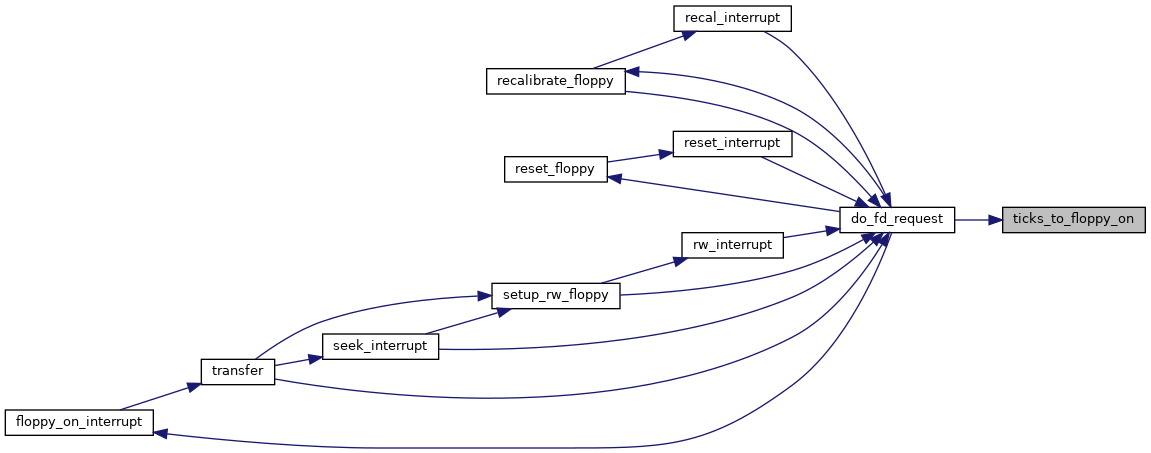 recal_interrupt
recalibrate_floppy
reset_interrupt
reset_floppy
do_fd_request
ticks_to_floppy_on
rw_interrupt
setup_rw_floppy
seek_interrupt
transfer
floppy_on_interrupt